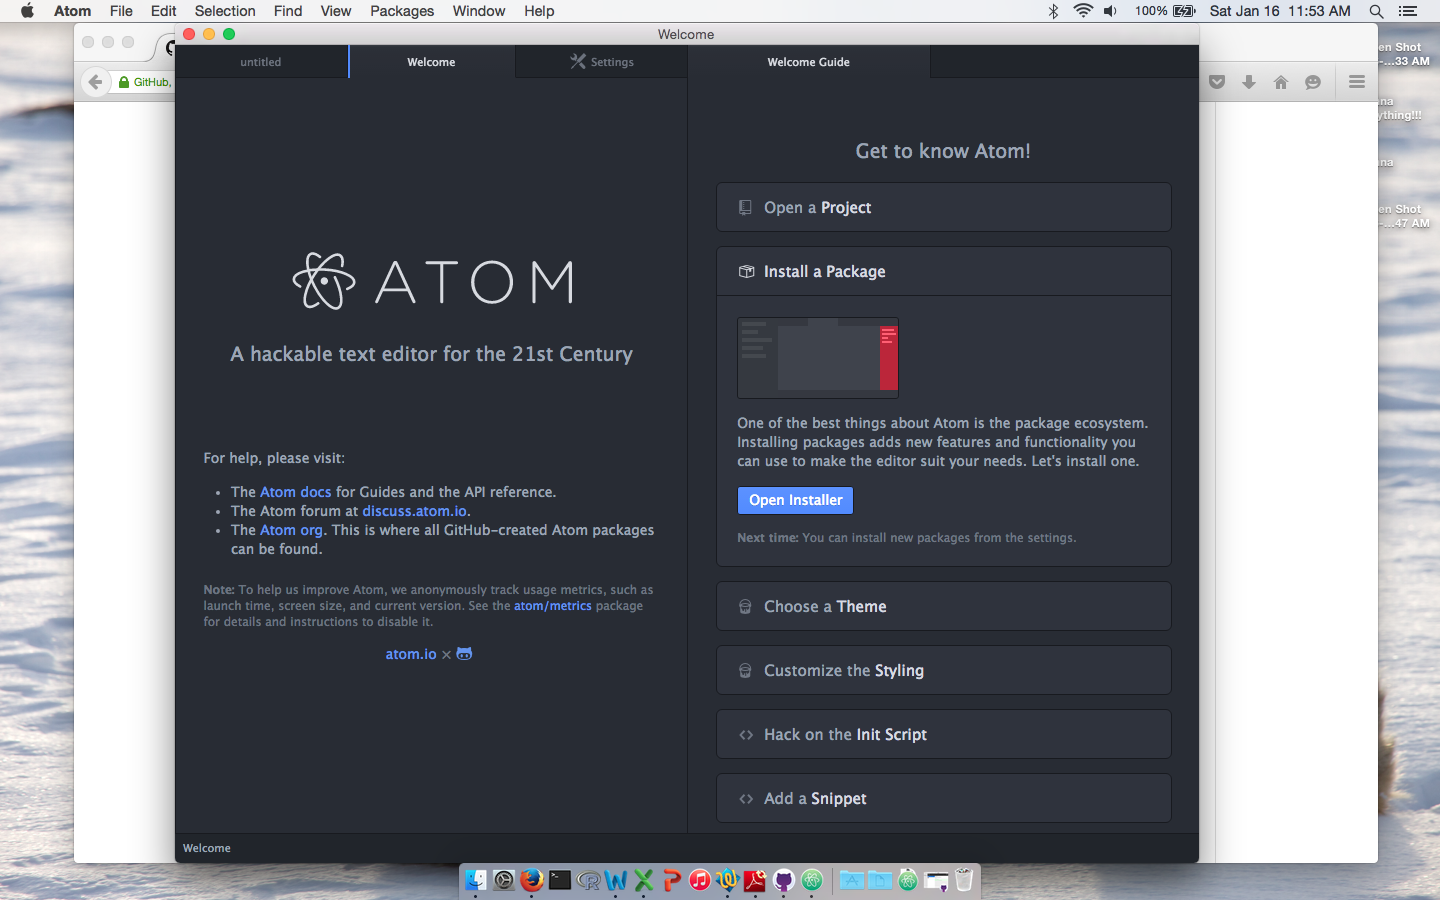 Atom File Edit Selection Find View Packages Window Help
100% Sat Jan 16 11:53 AM
Welcome
untitled Welcome Settings Welcome Guide
GitHub,
en Shot
-...33 AM
na
ything!!!
na
en Shot
-...47 AM
ATOM
A hackable text editor for the 21st Century
For help, please visit:
• The Atom docs for Guides and the API reference.
• The Atom forum at discuss.atom.io.
• The Atom org. This is where all GitHub-created Atom packages
can be found.
Note: To help us improve Atom, we anonymously track usage metrics, such as
launch time, screen size, and current version. See the atom/metrics package
for details and instructions to disable it.
atom.io ×
Get to know Atom!
Open a Project
Install a Package
One of the best things about Atom is the package ecosystem.
Installing packages adds new features and functionality you
can use to make the editor suit your needs. Let's install one.
Open Installer
Next time: You can install new packages from the settings.
Choose a Theme
Customize the Styling
Hack on the Init Script
Add a Snippet
Welcome